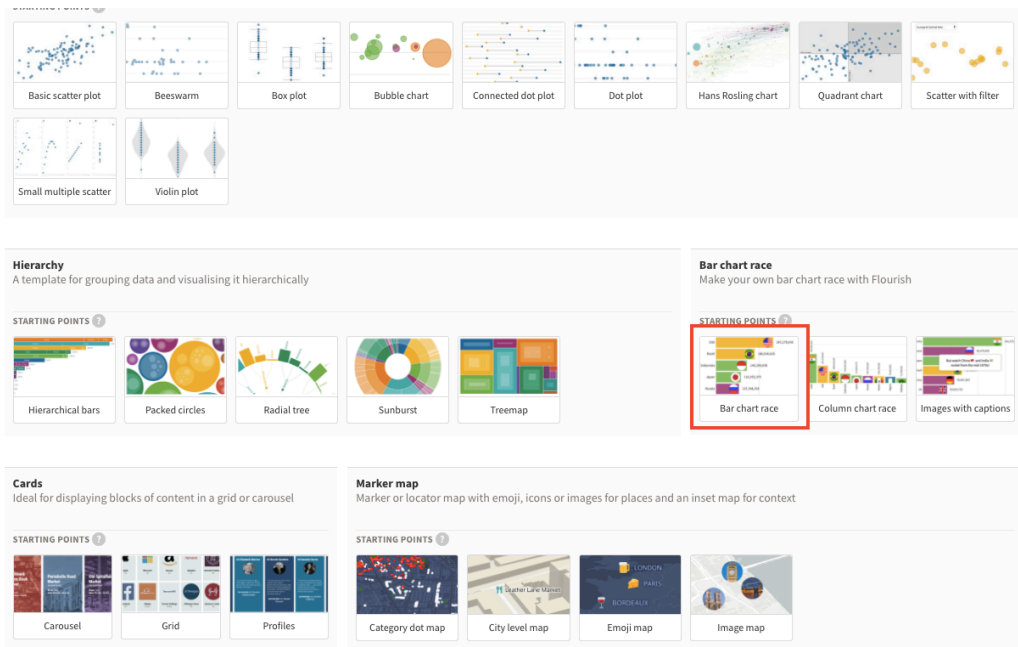 STARTING POINTS ?
Basic scatter plot
Beeswarm
Box plot
Bubble chart
Connected dot plot
Dot plot
Hans Rosling chart
Quadrant chart
Scatter with filter
Small multiple scatter
Violin plot
Hierarchy
A template for grouping data and visualising it hierarchically
STARTING POINTS ?
Hierarchical bars
Packed circles
Radial tree
Sunburst
Treemap
Bar chart race
Make your own bar chart race with Flourish
STARTING POINTS ?
Bar chart race
Column chart race
Images with captions
Cards
Ideal for displaying blocks of content in a grid or carousel
STARTING POINTS ?
Carousel
Grid
Profiles
Marker map
Marker or locator map with emoji, icons or images for places and an inset map for context
STARTING POINTS ?
Category dot map
Leather Lane Market
City level map
LONDON
PARIS
BORDEAUX
Emoji map
Image map